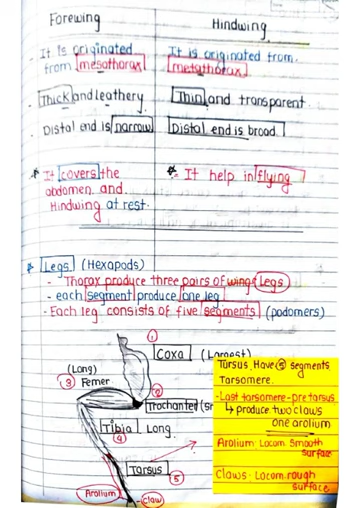 Forewing Hindwing
It is originated from mesothorax
It is originated from metathorax
Thick and leathery
Thin and transparent
Distal end is narrow
Distal end is broad
* It covers the
abdomen and
Hindwing at rest.
* It help in flying
* Legs (Hexapods)
- Thorax produce three pairs of wing Legs
- each segment produce one leg
- Each leg consists of five segments (podomers)
①
Coxa (Largest)
(Long)
③ Femer
②
Trochanter (sm
Tibia Long
④
Tarsus
⑤
Arolium
claw
Tursus Have ⑤ segments
Tarsomere.
-Last tarsomere-pretarsus
↳ produce two claws
one arolium
Arolium: Locom Smooth
surface
Claws - Locom rough
surface